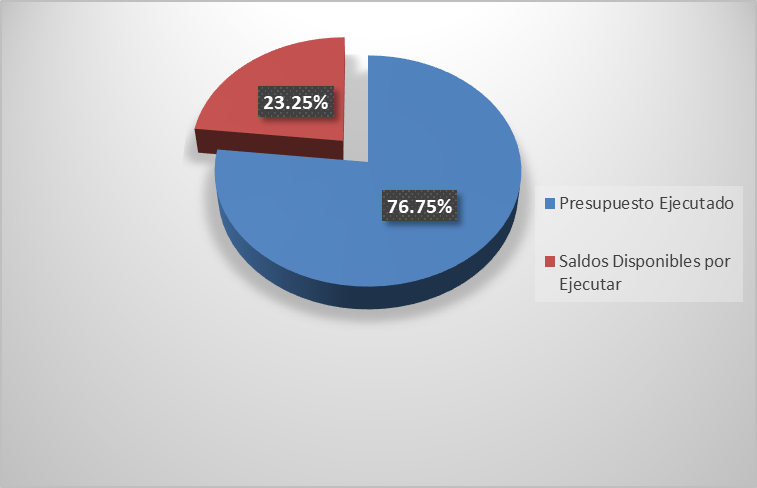 23.25%
76.75%
Presupuesto Ejecutado
Saldos Disponibles por
Ejecutar